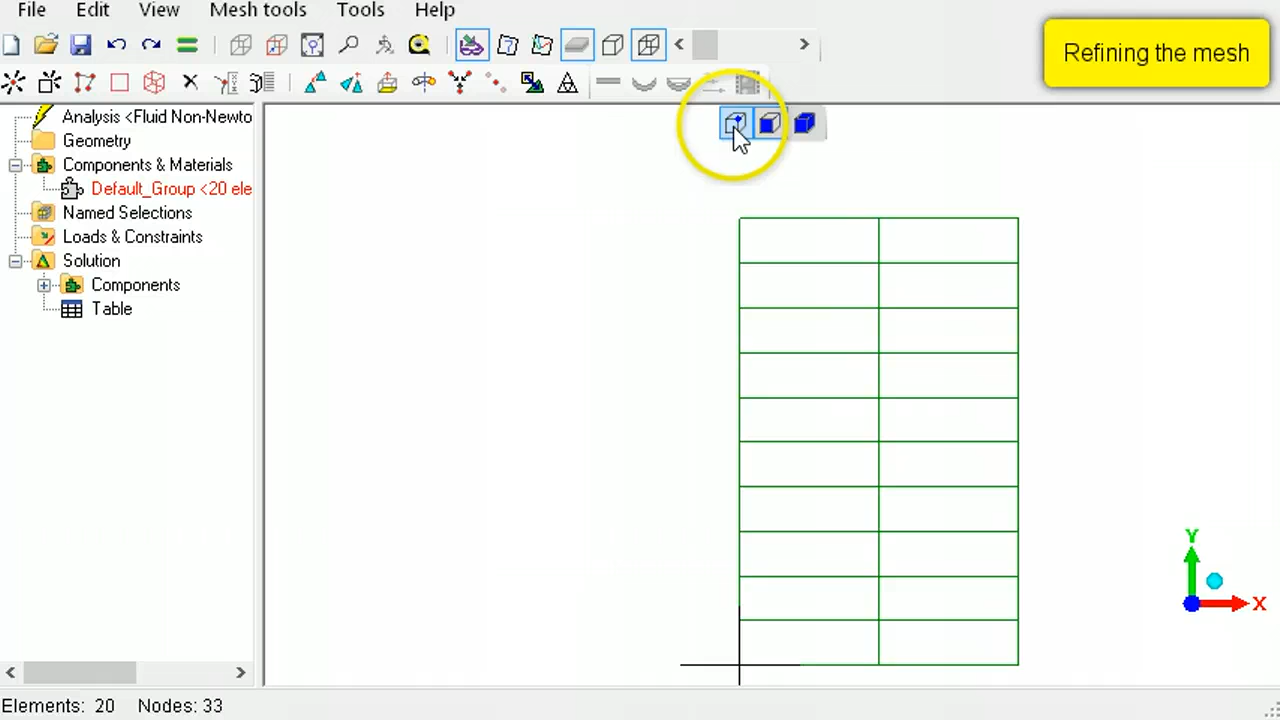 File Edit View Mesh tools Tools Help
Refining the mesh
Analysis <Fluid Non-Newto
Geometry
Components & Materials
Default_Group <20 ele
Named Selections
Loads & Constraints
Solution
Components
Table
Y
X
Elements: 20 Nodes: 33